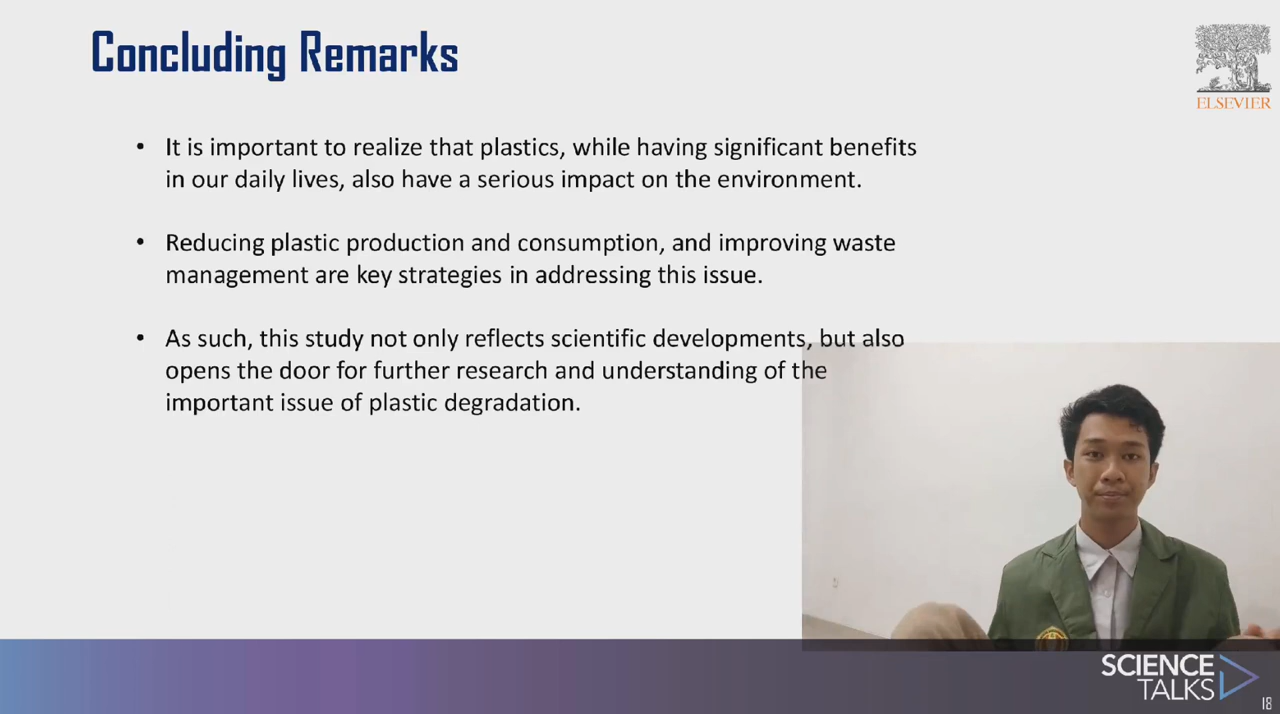 Concluding Remarks
ELSEVIER
• It is important to realize that plastics, while having significant benefits
in our daily lives, also have a serious impact on the environment.
• Reducing plastic production and consumption, and improving waste
management are key strategies in addressing this issue.
• As such, this study not only reflects scientific developments, but also
opens the door for further research and understanding of the
important issue of plastic degradation.
SCIENCE
TALKS
18